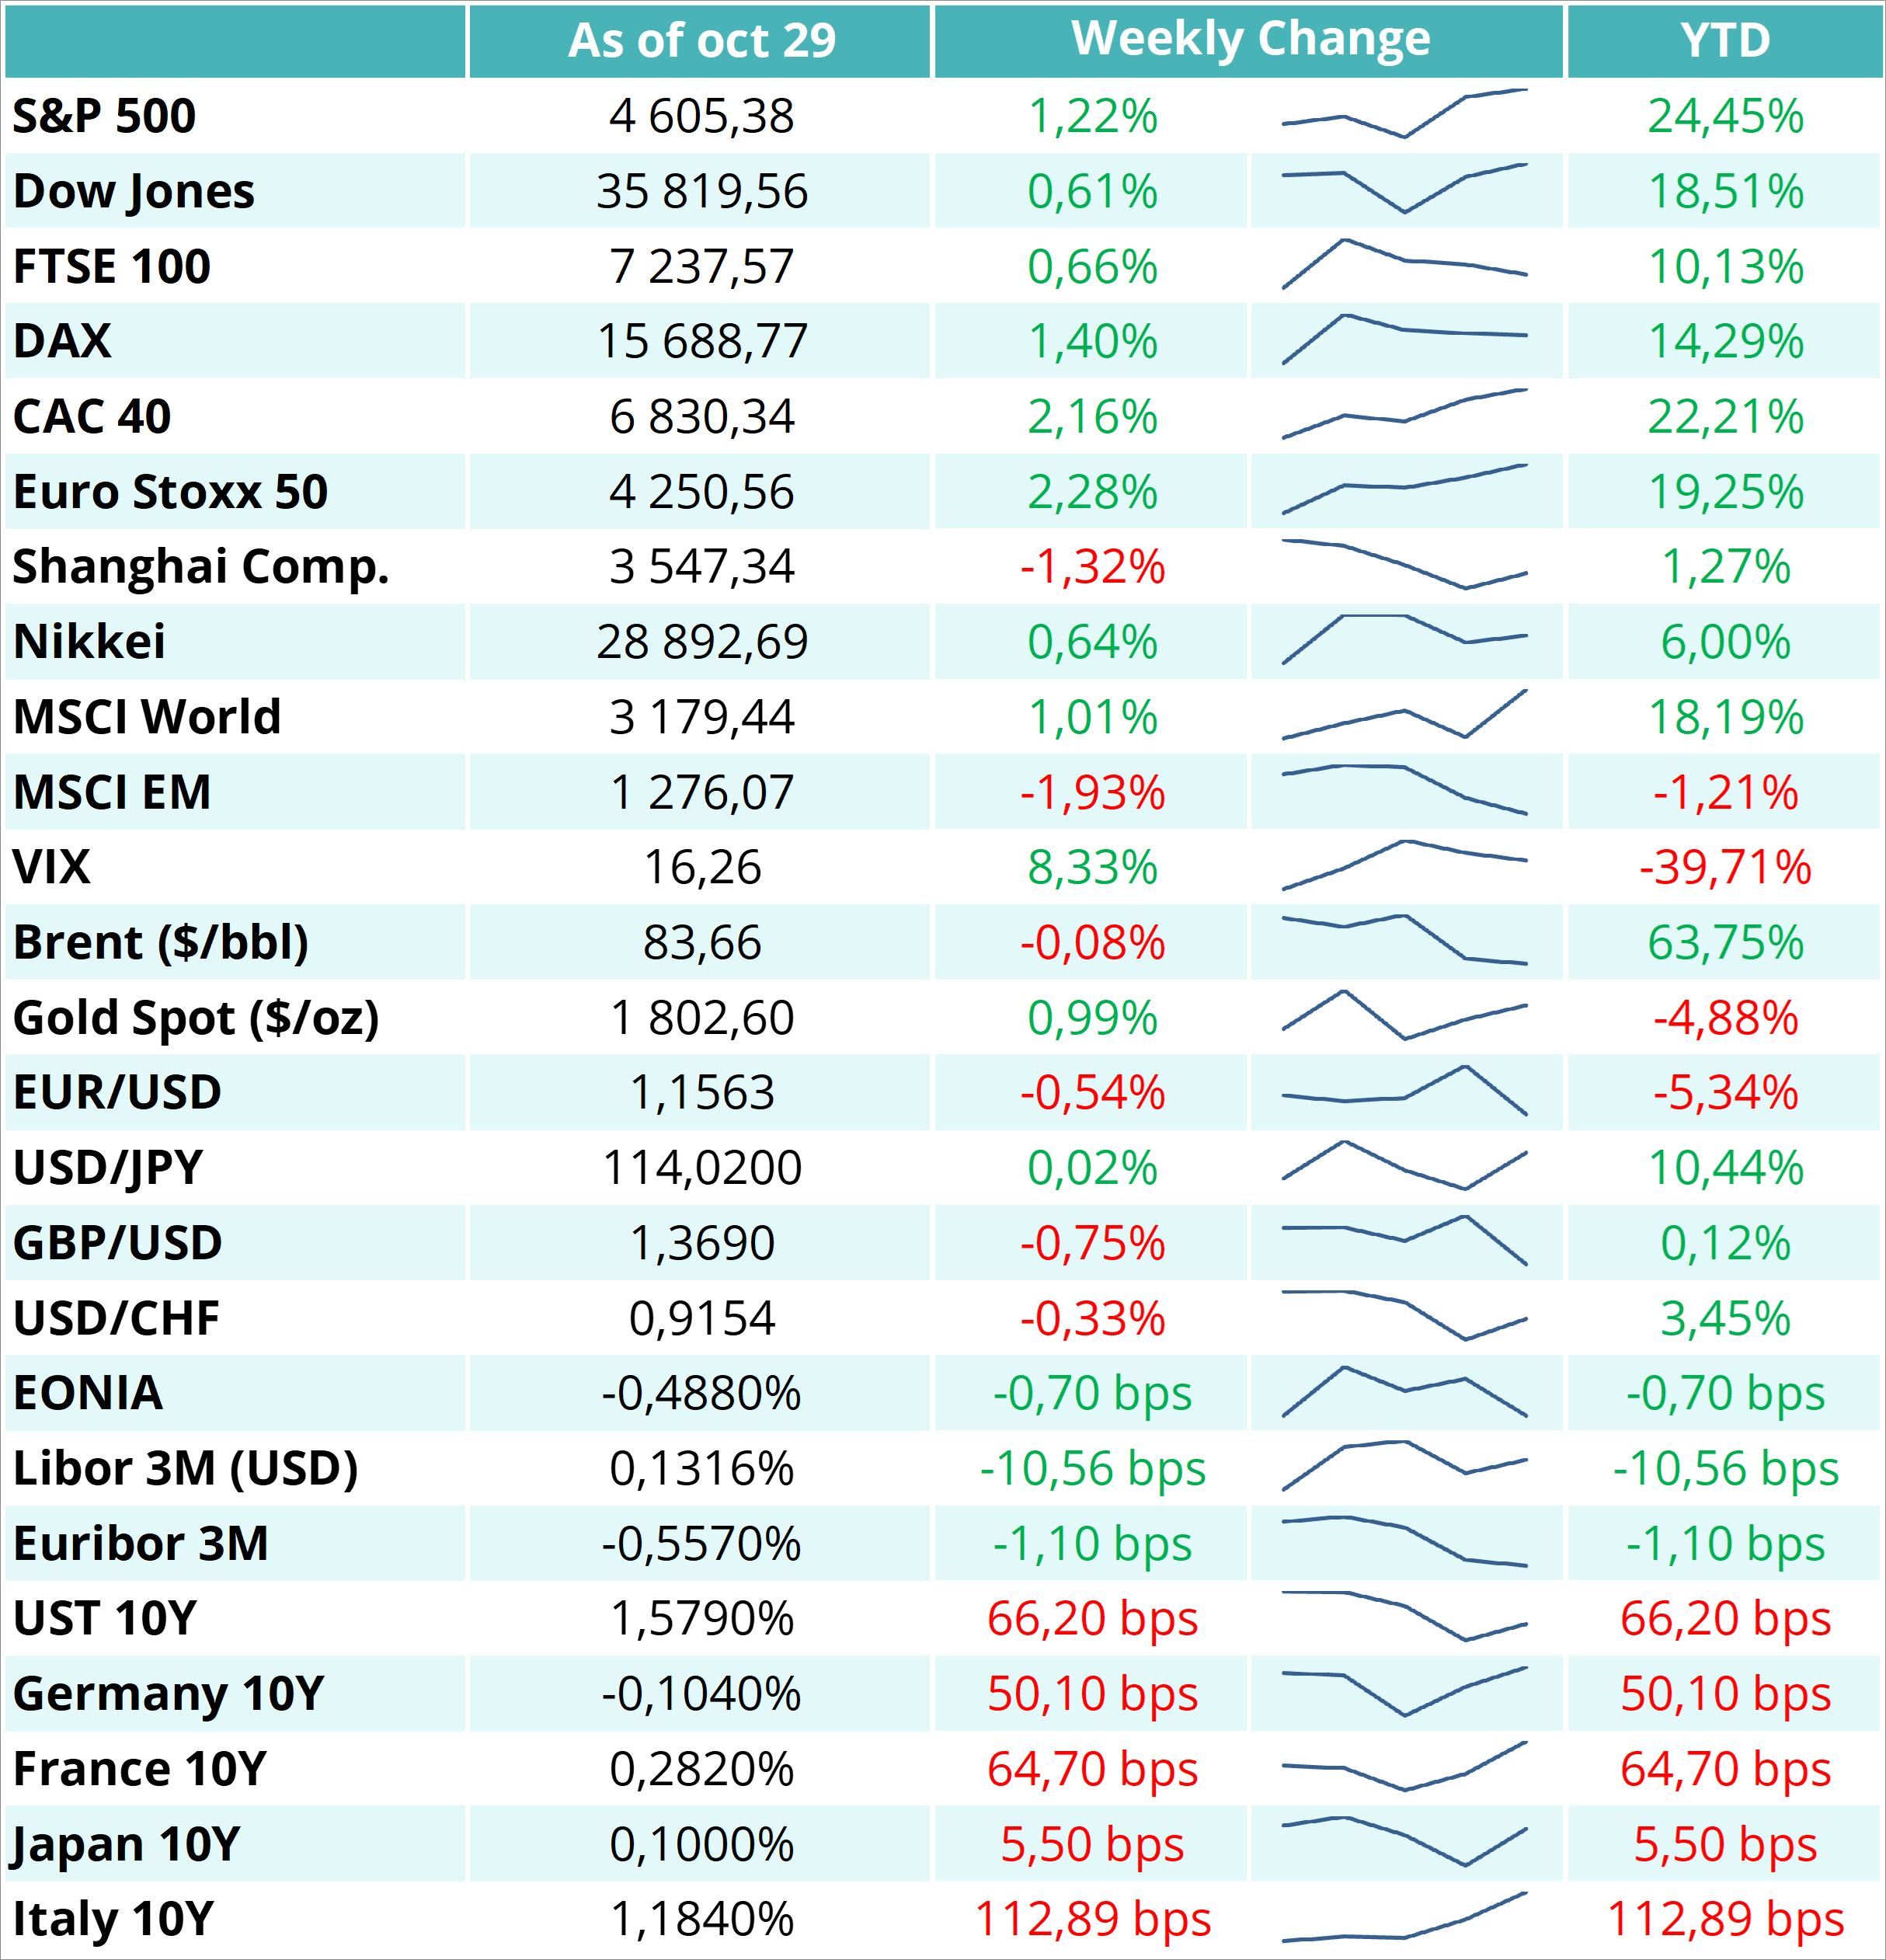 As of oct 29 Weekly Change YTD
S&P 500 4 605,38 1,22% 24,45%
Dow Jones 35 819,56 0,61% 18,51%
FTSE 100 7 237,57 0,66% 10,13%
DAX 15 688,77 1,40% 14,29%
CAC 40 6 830,34 2,16% 22,21%
Euro Stoxx 50 4 250,56 2,28% 19,25%
Shanghai Comp. 3 547,34 -1,32% 1,27%
Nikkei 28 892,69 0,64% 6,00%
MSCI World 3 179,44 1,01% 18,19%
MSCI EM 1 276,07 -1,93% -1,21%
VIX 16,26 8,33% -39,71%
Brent ($/bbl) 83,66 -0,08% 63,75%
Gold Spot ($/oz) 1 802,60 0,99% -4,88%
EUR/USD 1,1563 -0,54% -5,34%
USD/JPY 114,0200 0,02% 10,44%
GBP/USD 1,3690 -0,75% 0,12%
USD/CHF 0,9154 -0,33% 3,45%
EONIA -0,4880% -0,70 bps -0,70 bps
Libor 3M (USD) 0,1316% -10,56 bps -10,56 bps
Euribor 3M -0,5570% -1,10 bps -1,10 bps
UST 10Y 1,5790% 66,20 bps 66,20 bps
Germany 10Y -0,1040% 50,10 bps 50,10 bps
France 10Y 0,2820% 64,70 bps 64,70 bps
Japan 10Y 0,1000% 5,50 bps 5,50 bps
Italy 10Y 1,1840% 112,89 bps 112,89 bps